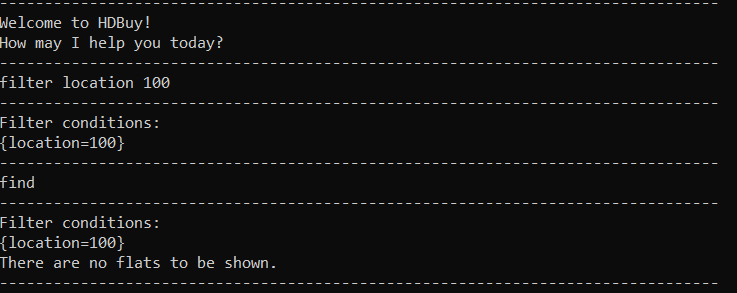 --------------------------------------------------------------------------------
Welcome to HDBuy!
How may I help you today?
--------------------------------------------------------------------------------
filter location 100
--------------------------------------------------------------------------------
Filter conditions:
{location=100}
--------------------------------------------------------------------------------
find
--------------------------------------------------------------------------------
Filter conditions:
{location=100}
There are no flats to be shown.
--------------------------------------------------------------------------------